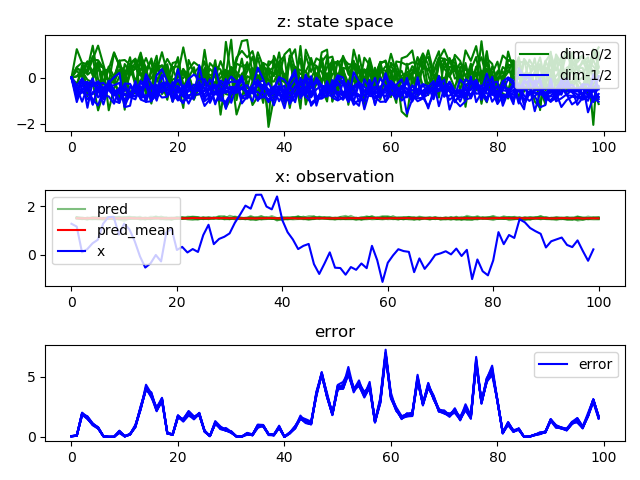 z: state space
dim-0/2
dim-1/2
0
−2
0
20
40
60
80
100
x: observation
pred
pred_mean
x
2
0
0
20
40
60
80
100
error
error
5
0
0
20
40
60
80
100